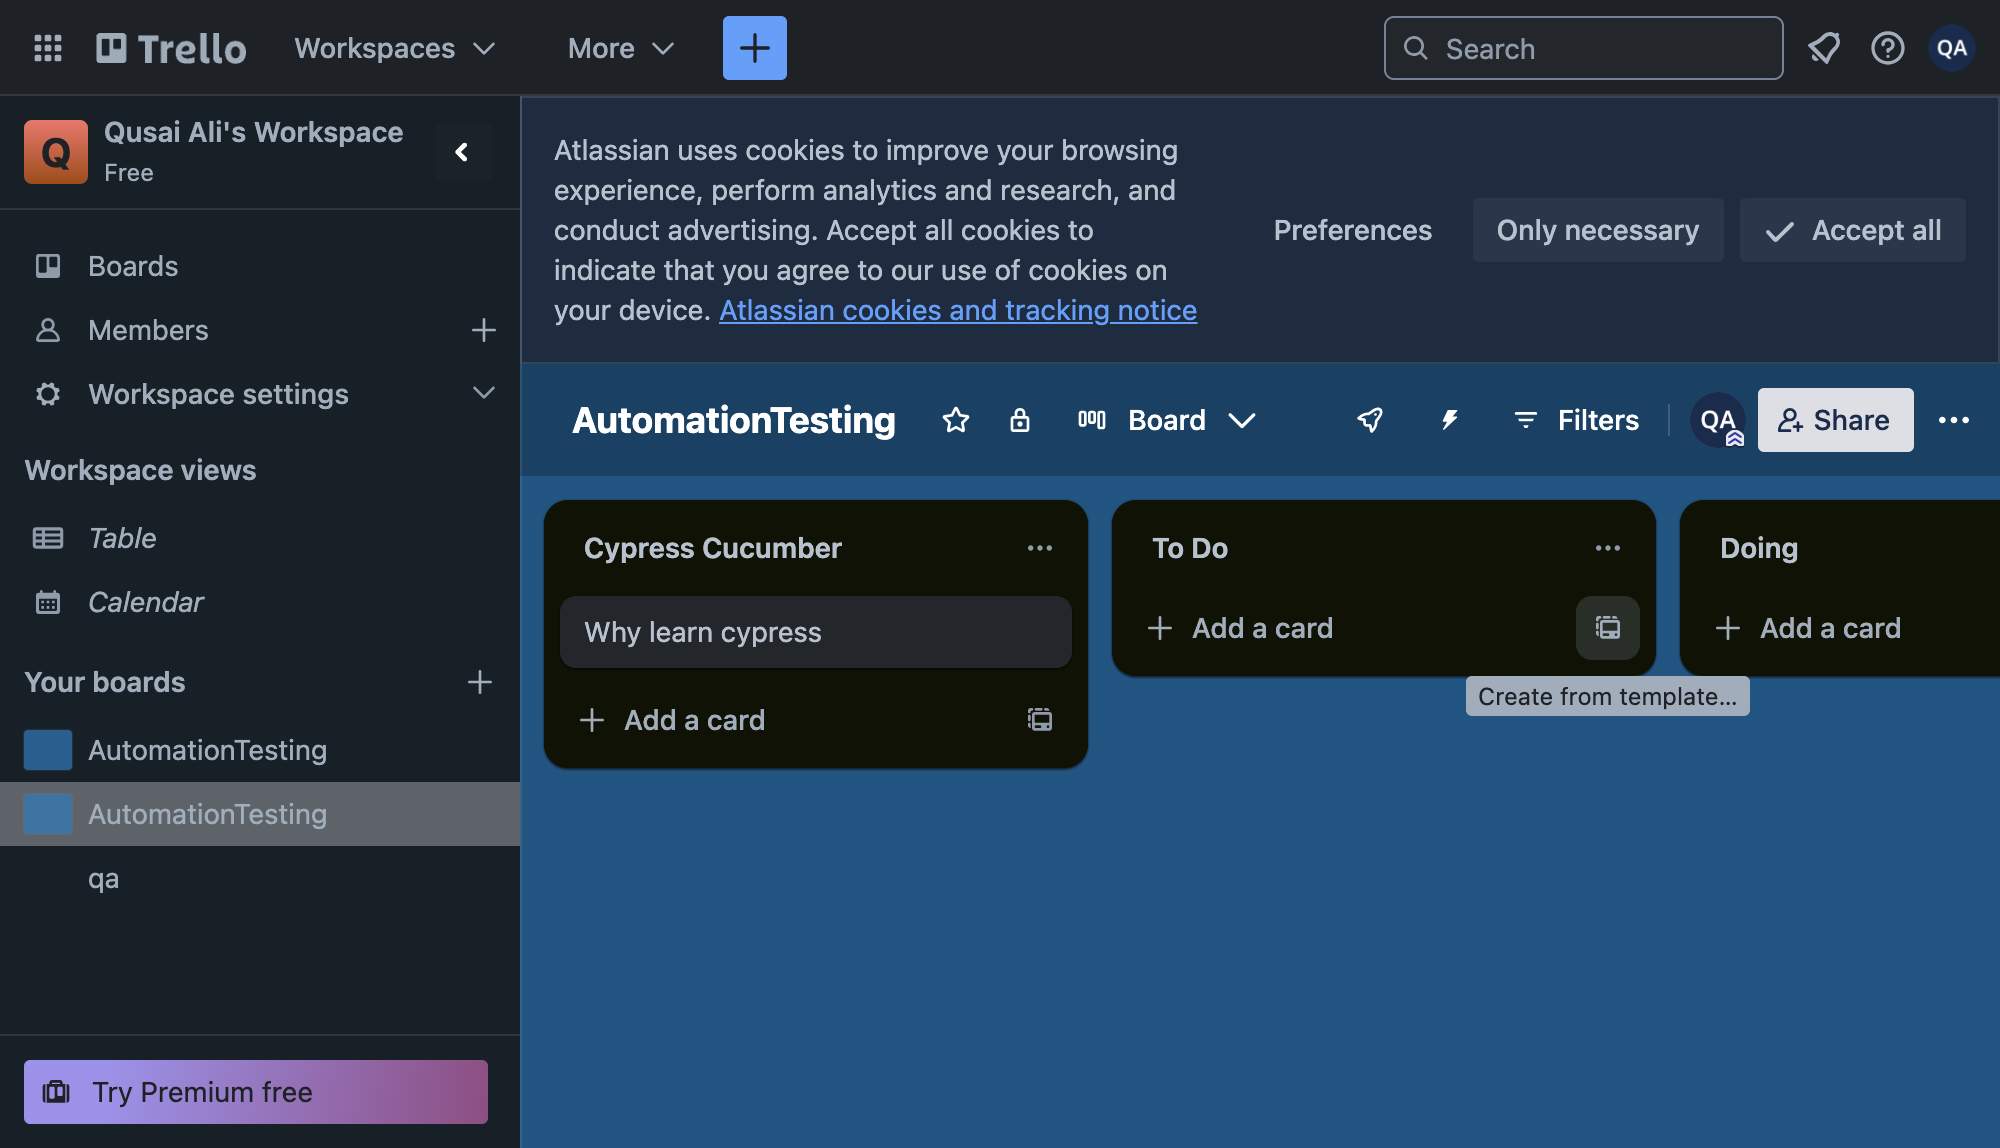 Trello
Workspaces
More
Search
QA
Q
Qusai Ali's Workspace
Free
Boards
Members
Workspace settings
Workspace views
Table
Calendar
Your boards
AutomationTesting
AutomationTesting
qa
Try Premium free
Atlassian uses cookies to improve your browsing
experience, perform analytics and research, and
conduct advertising. Accept all cookies to
indicate that you agree to our use of cookies on
your device. Atlassian cookies and tracking notice
Preferences
Only necessary
Accept all
AutomationTesting
Board
Filters
QA
Share
Cypress Cucumber
Why learn cypress
Add a card
To Do
Add a card
Create from template...
Doing
Add a card